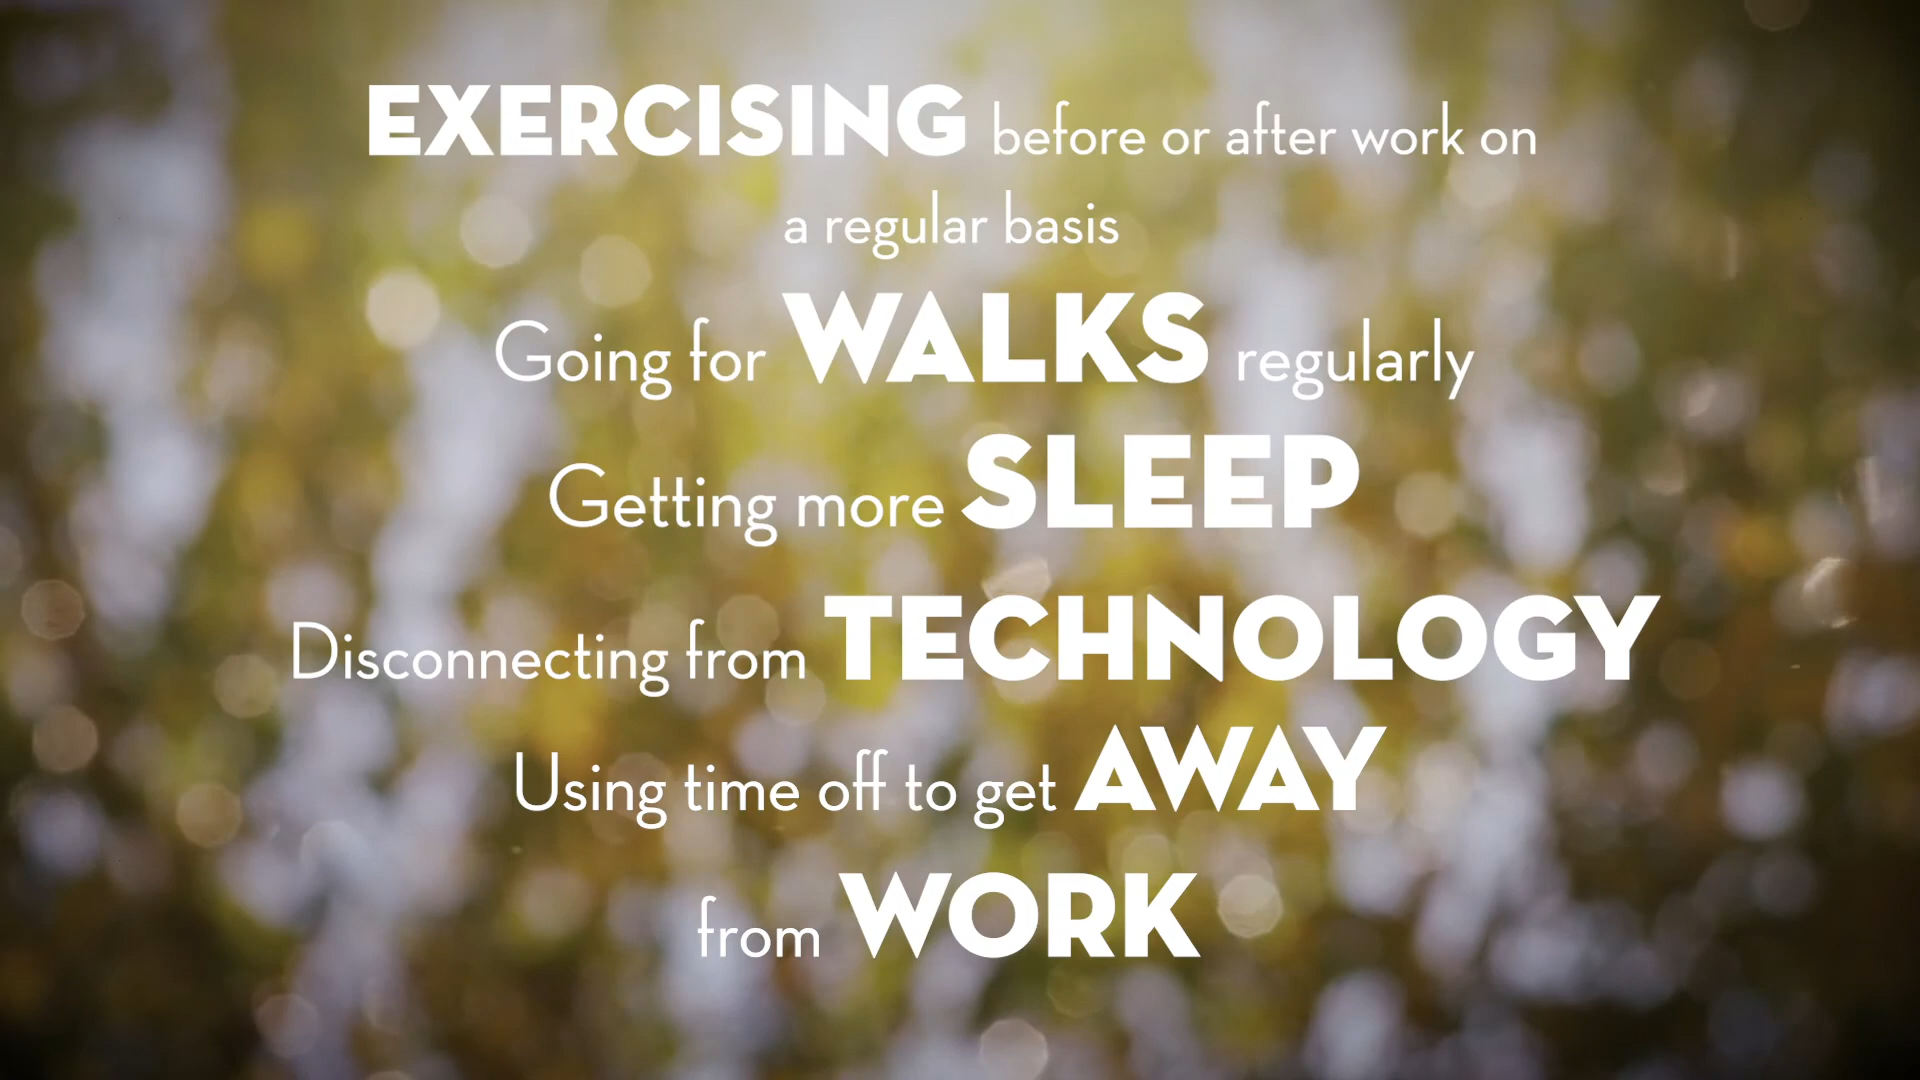 EXERCISING before or after work on
a regular basis
Going for WALKS regularly
Getting more SLEEP
Disconnecting from TECHNOLOGY
Using time off to get AWAY
from WORK